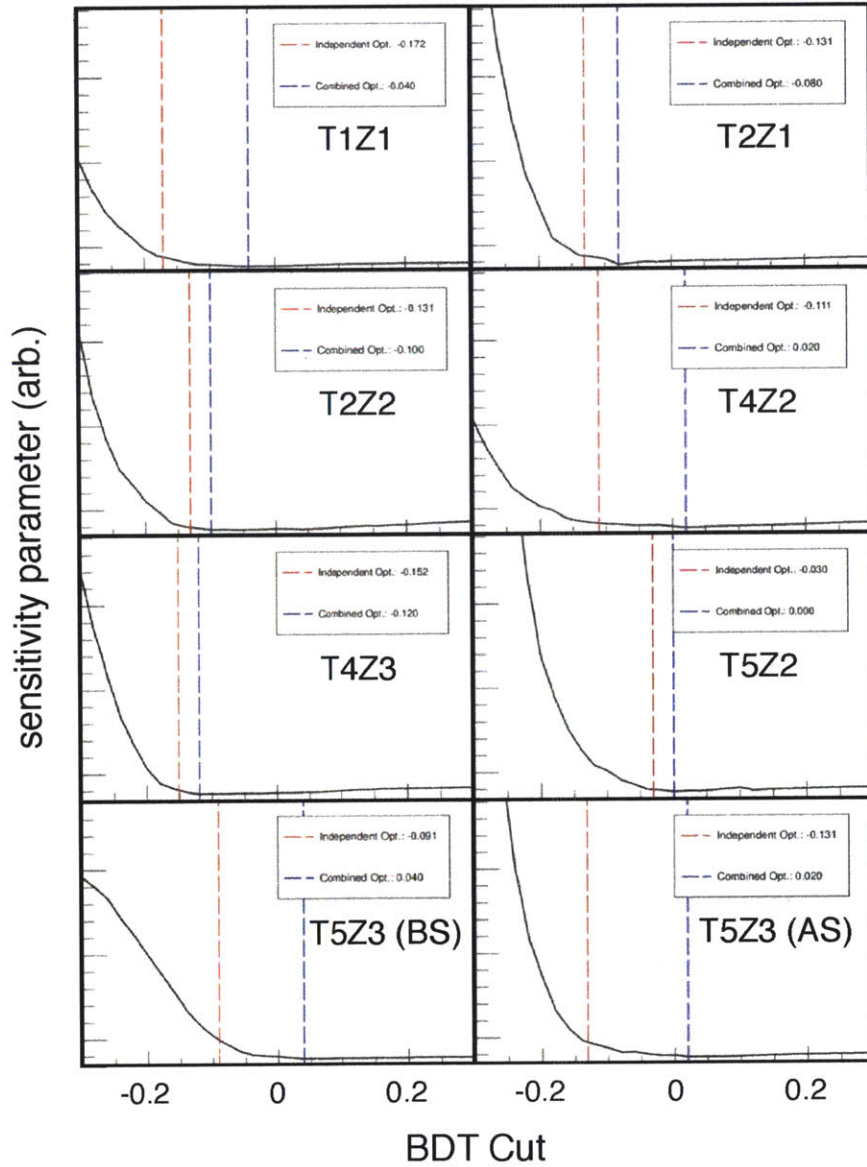 Independent Opt. -0.172
Combined Opt.: -0.040
T1Z1
Independent Opt.: -0.131
Combined Opt.: -0.080
T2Z1
Independent Opt.: -0.131
Combined Opt.: -0.100
T2Z2
Independent Opt.: -0.111
Combined Opt.: 0.020
T4Z2
Independent Opt.: -0.152
Combined Opt.: -0.120
T4Z3
Independent Opt.: -0.030
Combined Opt.: 0.000
T5Z2
Independent Opt.: -0.091
Combined Opt.: 0.040
T5Z3 (BS)
Independent Opt.: -0.131
Combined Opt.: 0.020
T5Z3 (AS)
sensitivity parameter (arb.)
-0.2 0 0.2 -0.2 0 0.2
BDT Cut